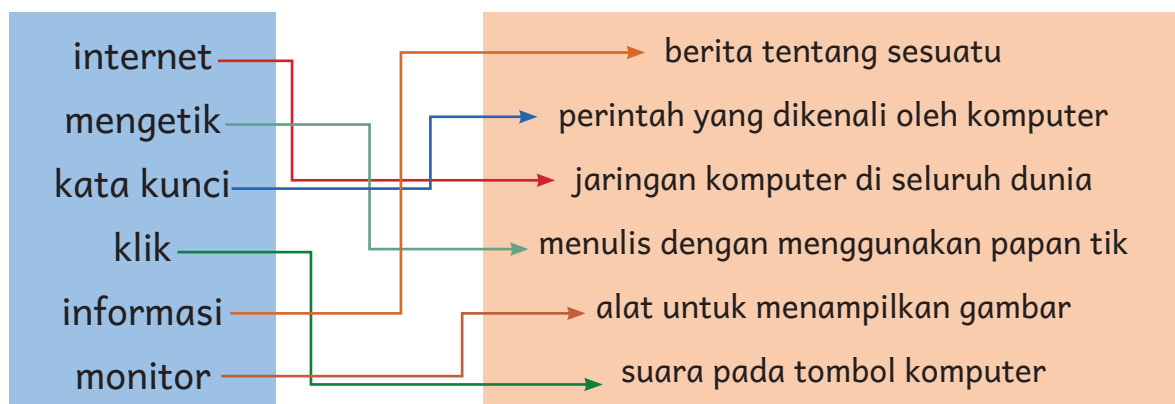 internet
mengetik
kata kunci
klik
informasi
monitor
berita tentang sesuatu
perintah yang dikenali oleh komputer
jaringan komputer di seluruh dunia
menulis dengan menggunakan papan tik
alat untuk menampilkan gambar
suara pada tombol komputer